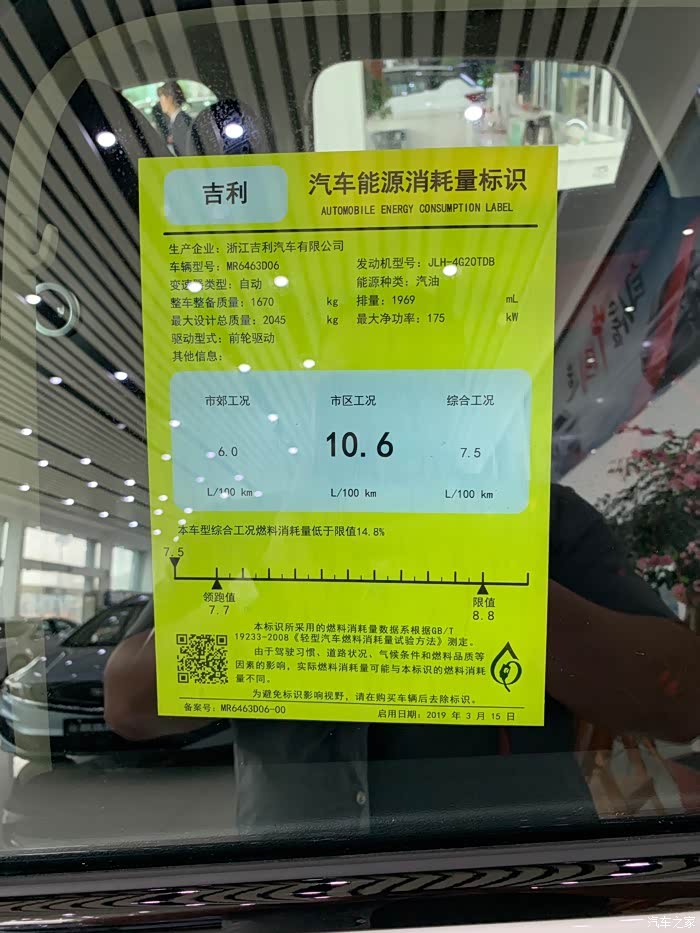 吉利
汽车能源消耗量标识
AUTOMOBILE ENERGY CONSUMPTION LABEL
生产企业：浙江吉利汽车有限公司
车辆型号：MR6463D06 发动机型号：JLH-4G20TDB
变速器类型：自动 能源种类：汽油
整车整备质量：1670 kg 排量：1969 mL
最大设计总质量：2045 kg 最大净功率：175 kW
驱动型式：前轮驱动
其他信息：
市郊工况 市区工况 综合工况
6.0 10.6 7.5
L/100 km L/100 km L/100 km
本车型综合工况燃料消耗量低于限值14.8%
7.5
领跑值 限值
7.7 8.8
本标识所采用的燃料消耗量数据系根据GB/T
19233-2008《轻型汽车燃料消耗量试验方法》测定。
由于驾驶习惯、道路状况、气候条件和燃料品质等
因素的影响，实际燃料消耗量可能与本标识的燃料消耗
量不同。
为避免标识影响视野，请在购买车辆后去除标识。
备案号：MR6463D06-00 启用日期：2019 年 3 月 15 日
汽车之家